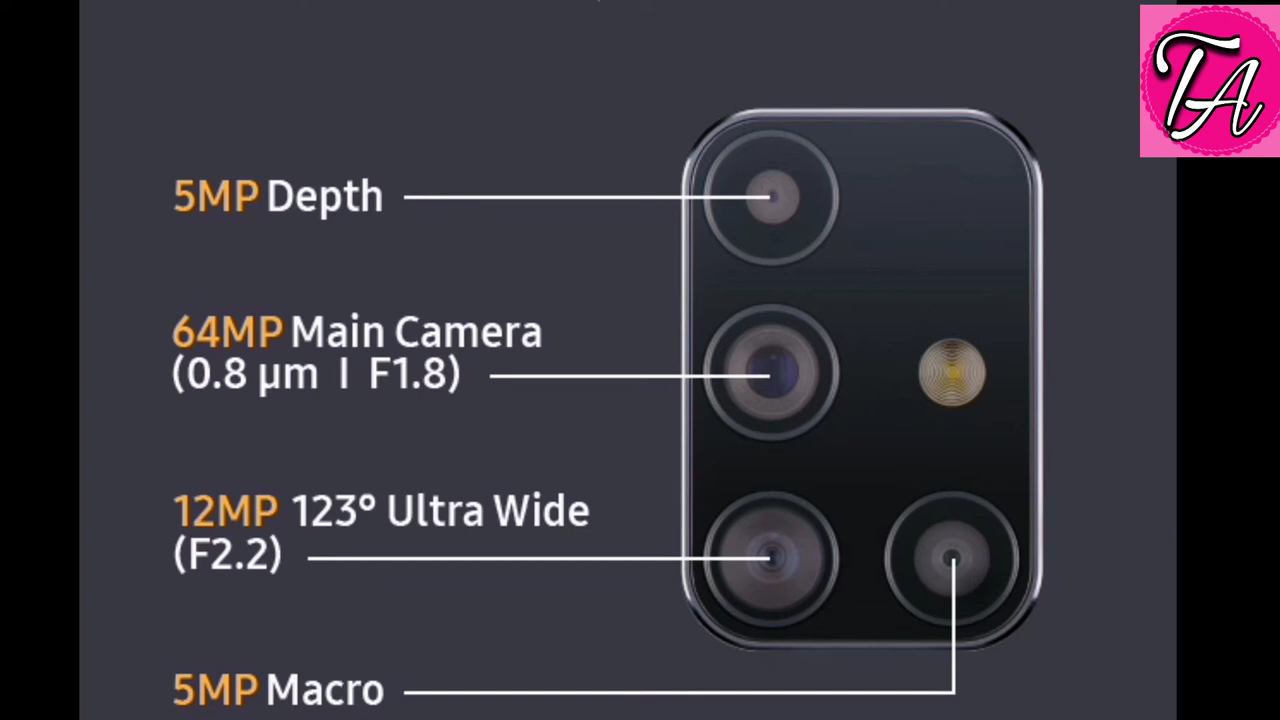 TA
5MP Depth
64MP Main Camera
(0.8 μm I F1.8)
12MP 123° Ultra Wide
(F2.2)
5MP Macro